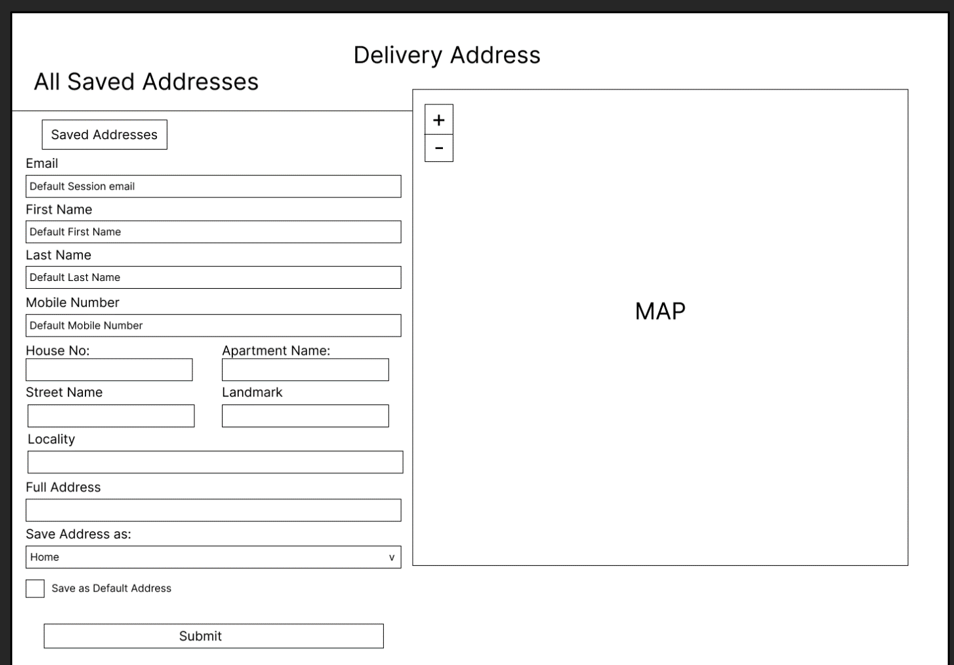 Delivery Address
All Saved Addresses
+
-
Saved Addresses
Email
Default Session email
First Name
Default First Name
Last Name
Default Last Name
Mobile Number
Default Mobile Number
House No: Apartment Name:
Street Name Landmark
Locality
Full Address
Save Address as:
Home v
Save as Default Address
Submit
MAP